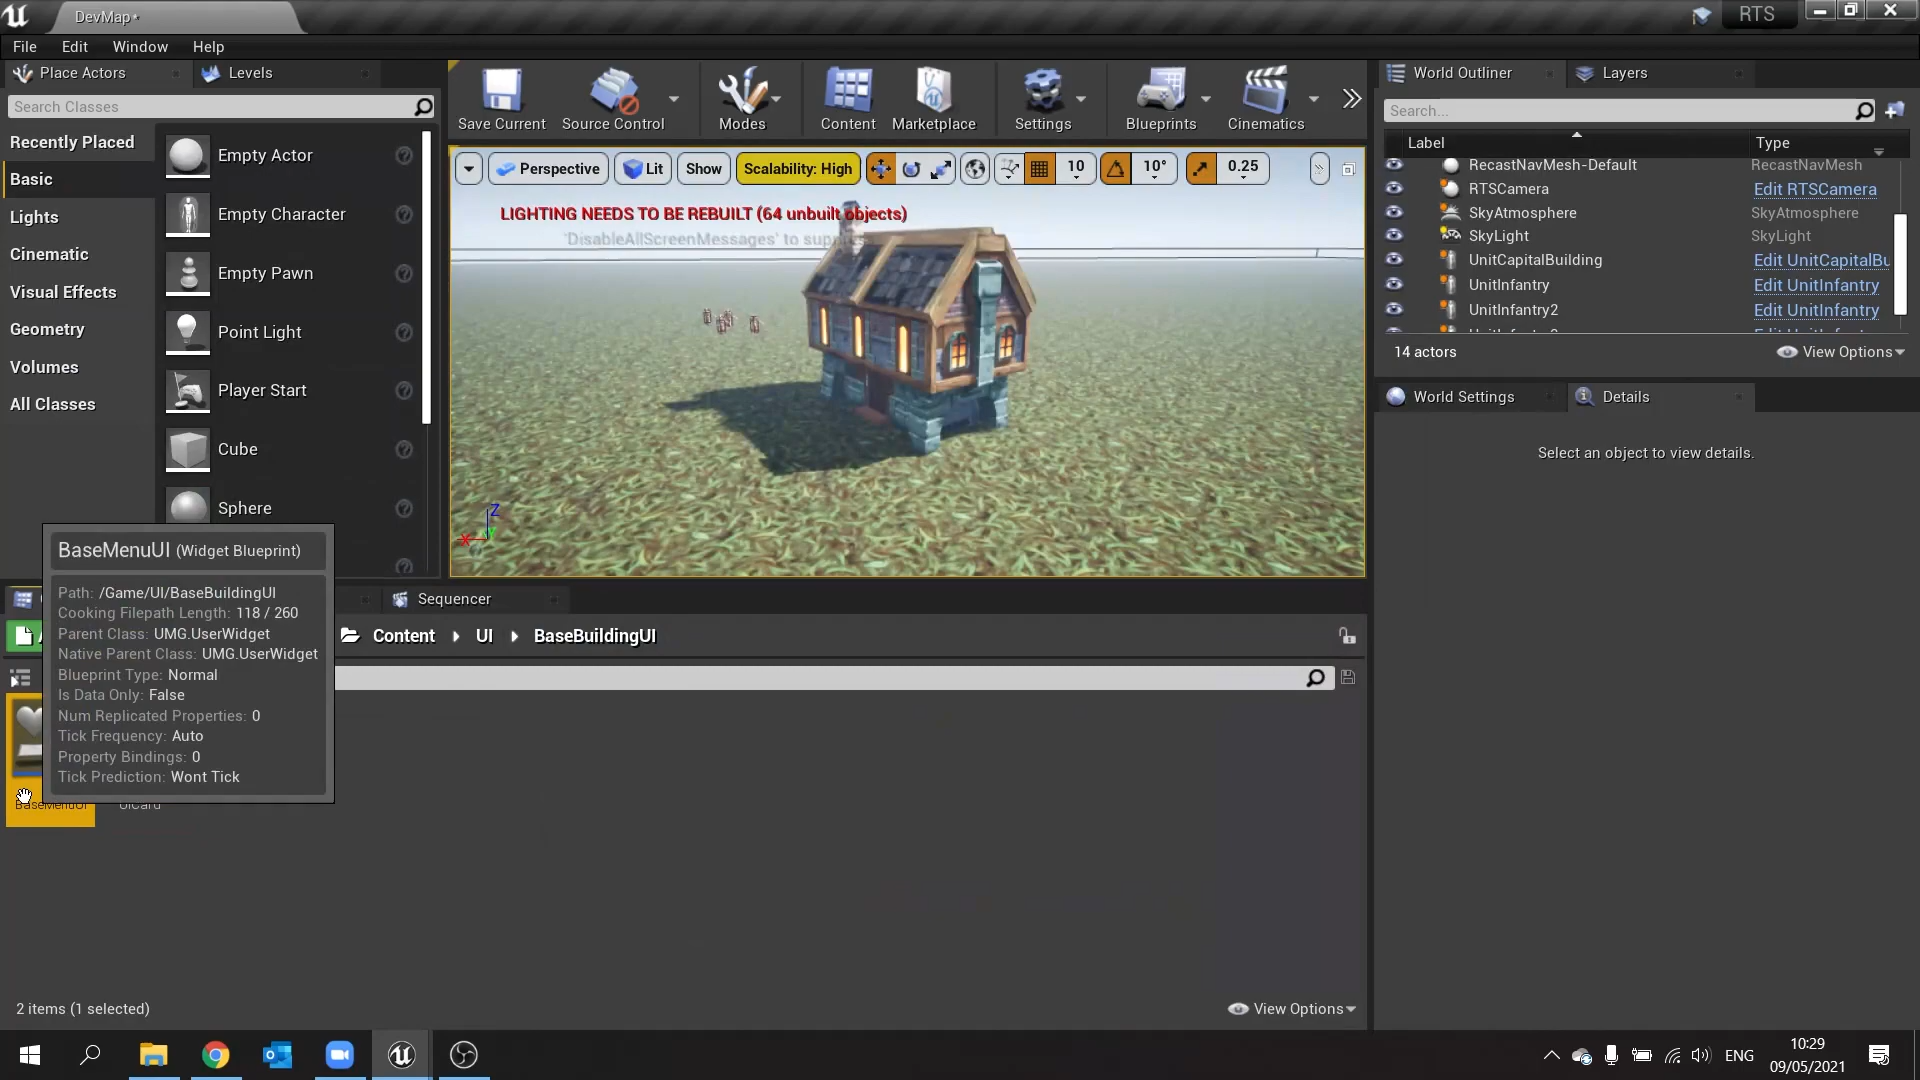 DevMap*
RTS
File
Edit
Window
Help
Place Actors
Levels
Search Classes
Recently Placed
Basic
Lights
Cinematic
Visual Effects
Geometry
Volumes
All Classes
Empty Actor
Empty Character
Empty Pawn
Point Light
Player Start
Cube
Sphere
Save Current
Source Control
Modes
Content
Marketplace
Settings
Blueprints
Cinematics
Perspective
Lit
Show
Scalability: High
10
10°
0.25
LIGHTING NEEDS TO BE REBUILT (64 unbuilt objects)
'DisableAllScreenMessages' to suppress
X
Z
World Outliner
Layers
Search...
Label
Type
RecastNavMesh-Default
RecastNavMesh
RTSCamera
Edit RTSCamera
SkyAtmosphere
SkyAtmosphere
SkyLight
SkyLight
UnitCapitalBuilding
Edit UnitCapitalBu
UnitInfantry
Edit UnitInfantry
UnitInfantry2
Edit UnitInfantry
14 actors
View Options
World Settings
Details
Select an object to view details.
BaseMenuUI (Widget Blueprint)
Path: /Game/UI/BaseBuildingUI
Cooking Filepath Length: 118 / 260
Parent Class: UMG.UserWidget
Native Parent Class: UMG.UserWidget
Blueprint Type: Normal
Is Data Only: False
Num Replicated Properties: 0
Tick Frequency: Auto
Property Bindings: 0
Tick Prediction: Wont Tick
Sequencer
Content
UI
BaseBuildingUI
BaseMenuUI
UICard
2 items (1 selected)
View Options
ENG
10:29
09/05/2021